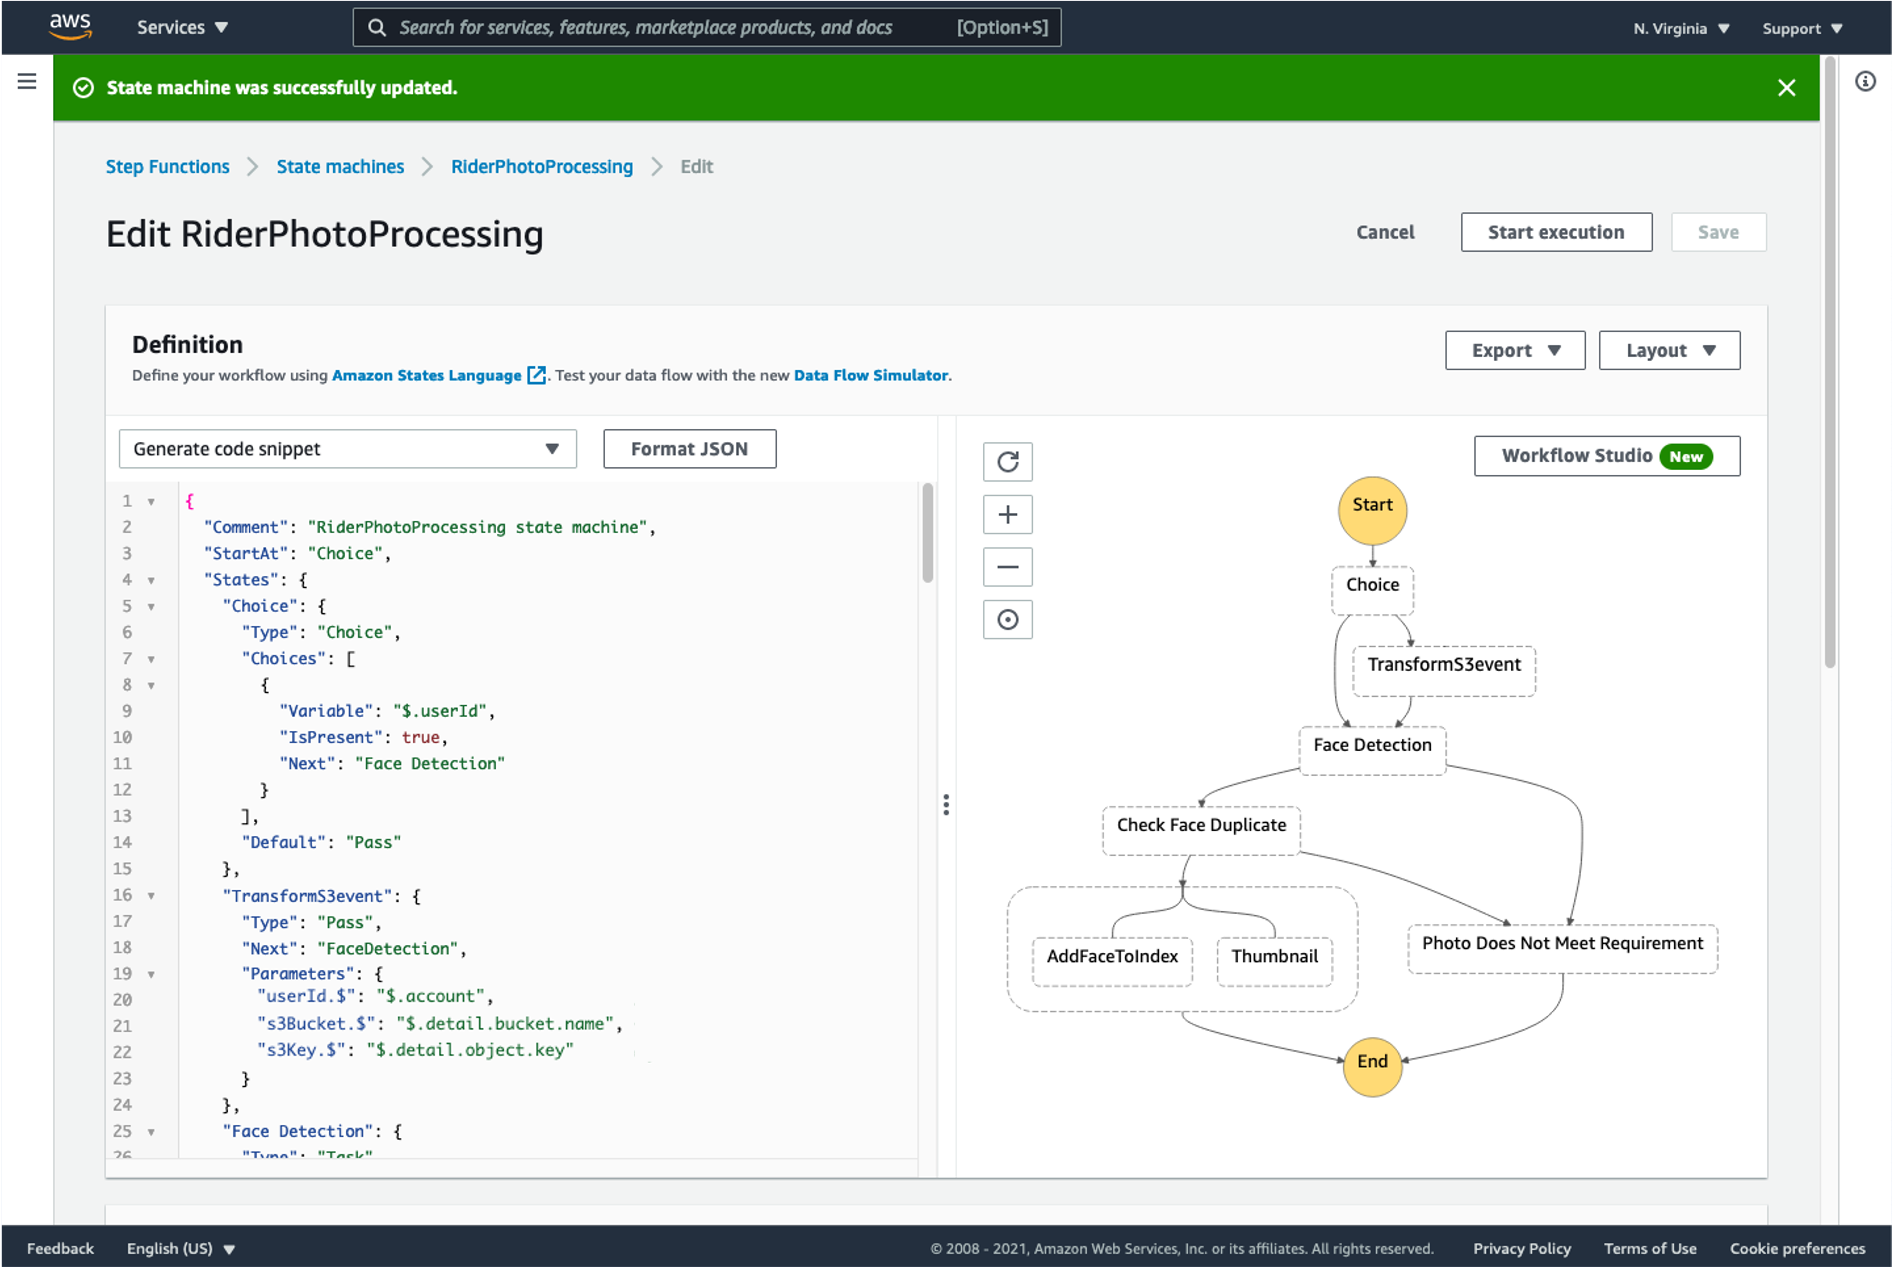 aws Services Search for services, features, marketplace products, and docs [Option+S] N. Virginia Support
State machine was successfully updated.
Step Functions State machines RiderPhotoProcessing Edit
Edit RiderPhotoProcessing
Cancel Start execution Save
Definition
Define your workflow using Amazon States Language. Test your data flow with the new Data Flow Simulator.
Export Layout
Generate code snippet Format JSON
1 {
2 "Comment": "RiderPhotoProcessing state machine",
3 "StartAt": "Choice",
4 "States": {
5 "Choice": {
6 "Type": "Choice",
7 "Choices": [
8 {
9 "Variable": "$.userId",
10 "IsPresent": true,
11 "Next": "Face Detection"
12 }
13 ],
14 "Default": "Pass"
15 },
16 "TransformS3event": {
17 "Type": "Pass",
18 "Next": "FaceDetection",
19 "Parameters": {
20 "userId.$": "$.account",
21 "s3Bucket.$": "$.detail.bucket.name",
22 "s3Key.$": "$.detail.object.key"
23 }
24 },
25 "Face Detection": {
26 "Type": "Task"
Workflow Studio New
Start
Choice
TransformS3event
Face Detection
Check Face Duplicate
AddFaceToIndex Thumbnail
Photo Does Not Meet Requirement
End
Feedback English (US) © 2008 - 2021, Amazon Web Services, Inc. or its affiliates. All rights reserved. Privacy Policy Terms of Use Cookie preferences